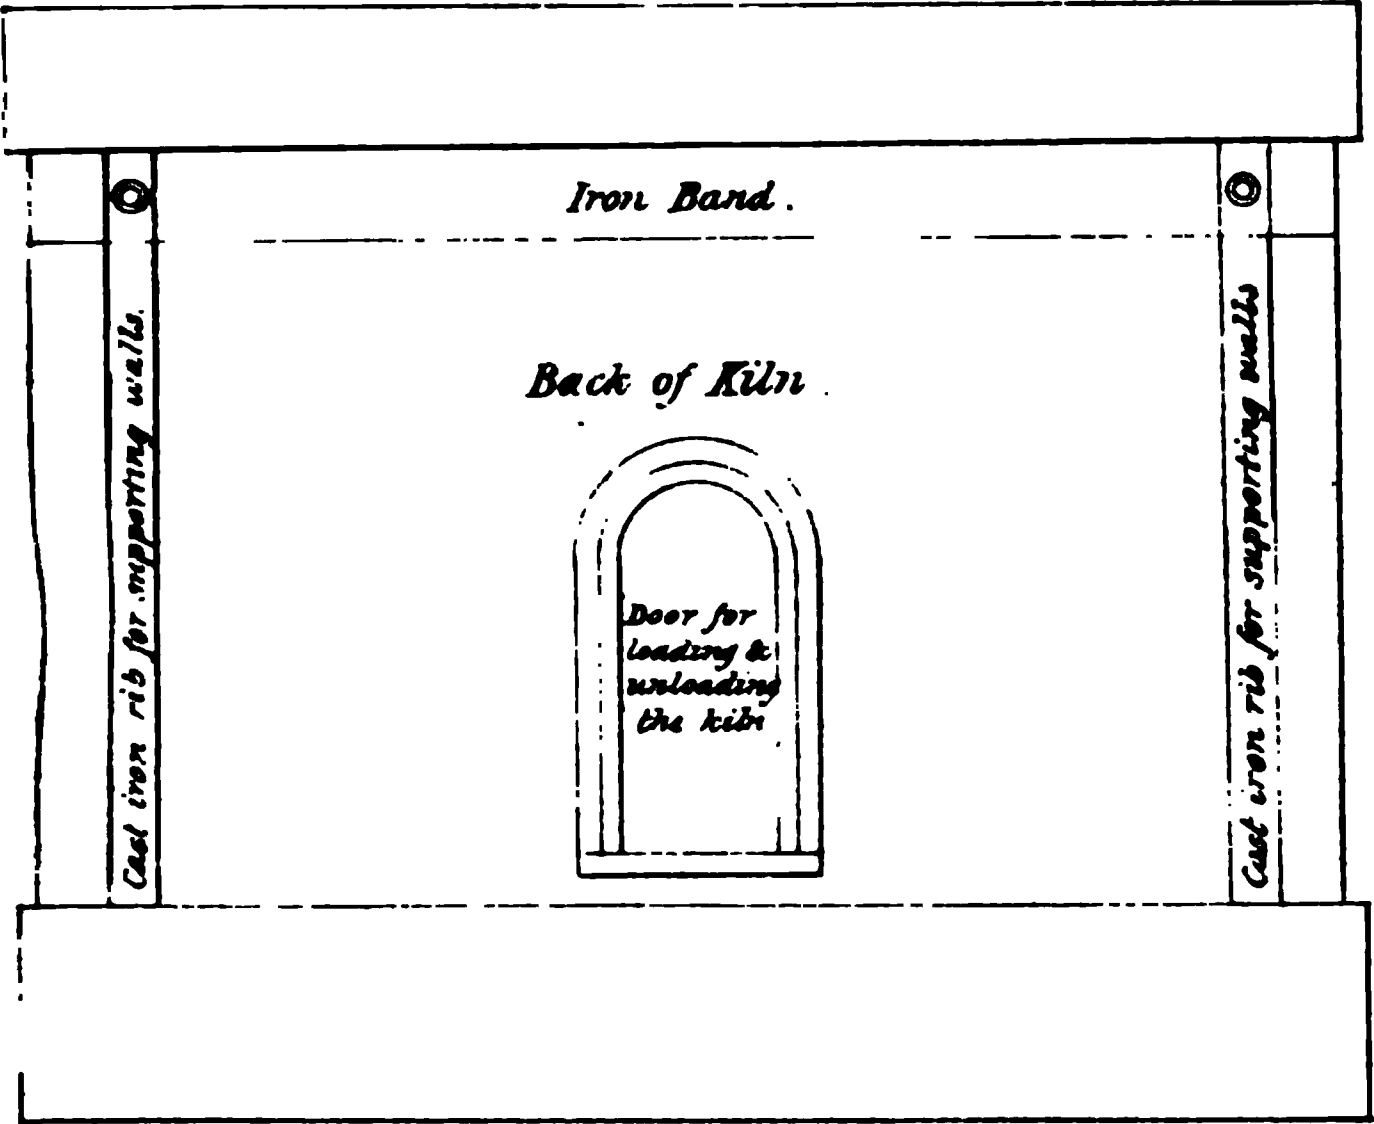 Iron Band.
Back of Kiln.
Cast iron rib for supporting walls.
Door for
loading &
unloading
the kiln
Cast iron rib for supporting walls